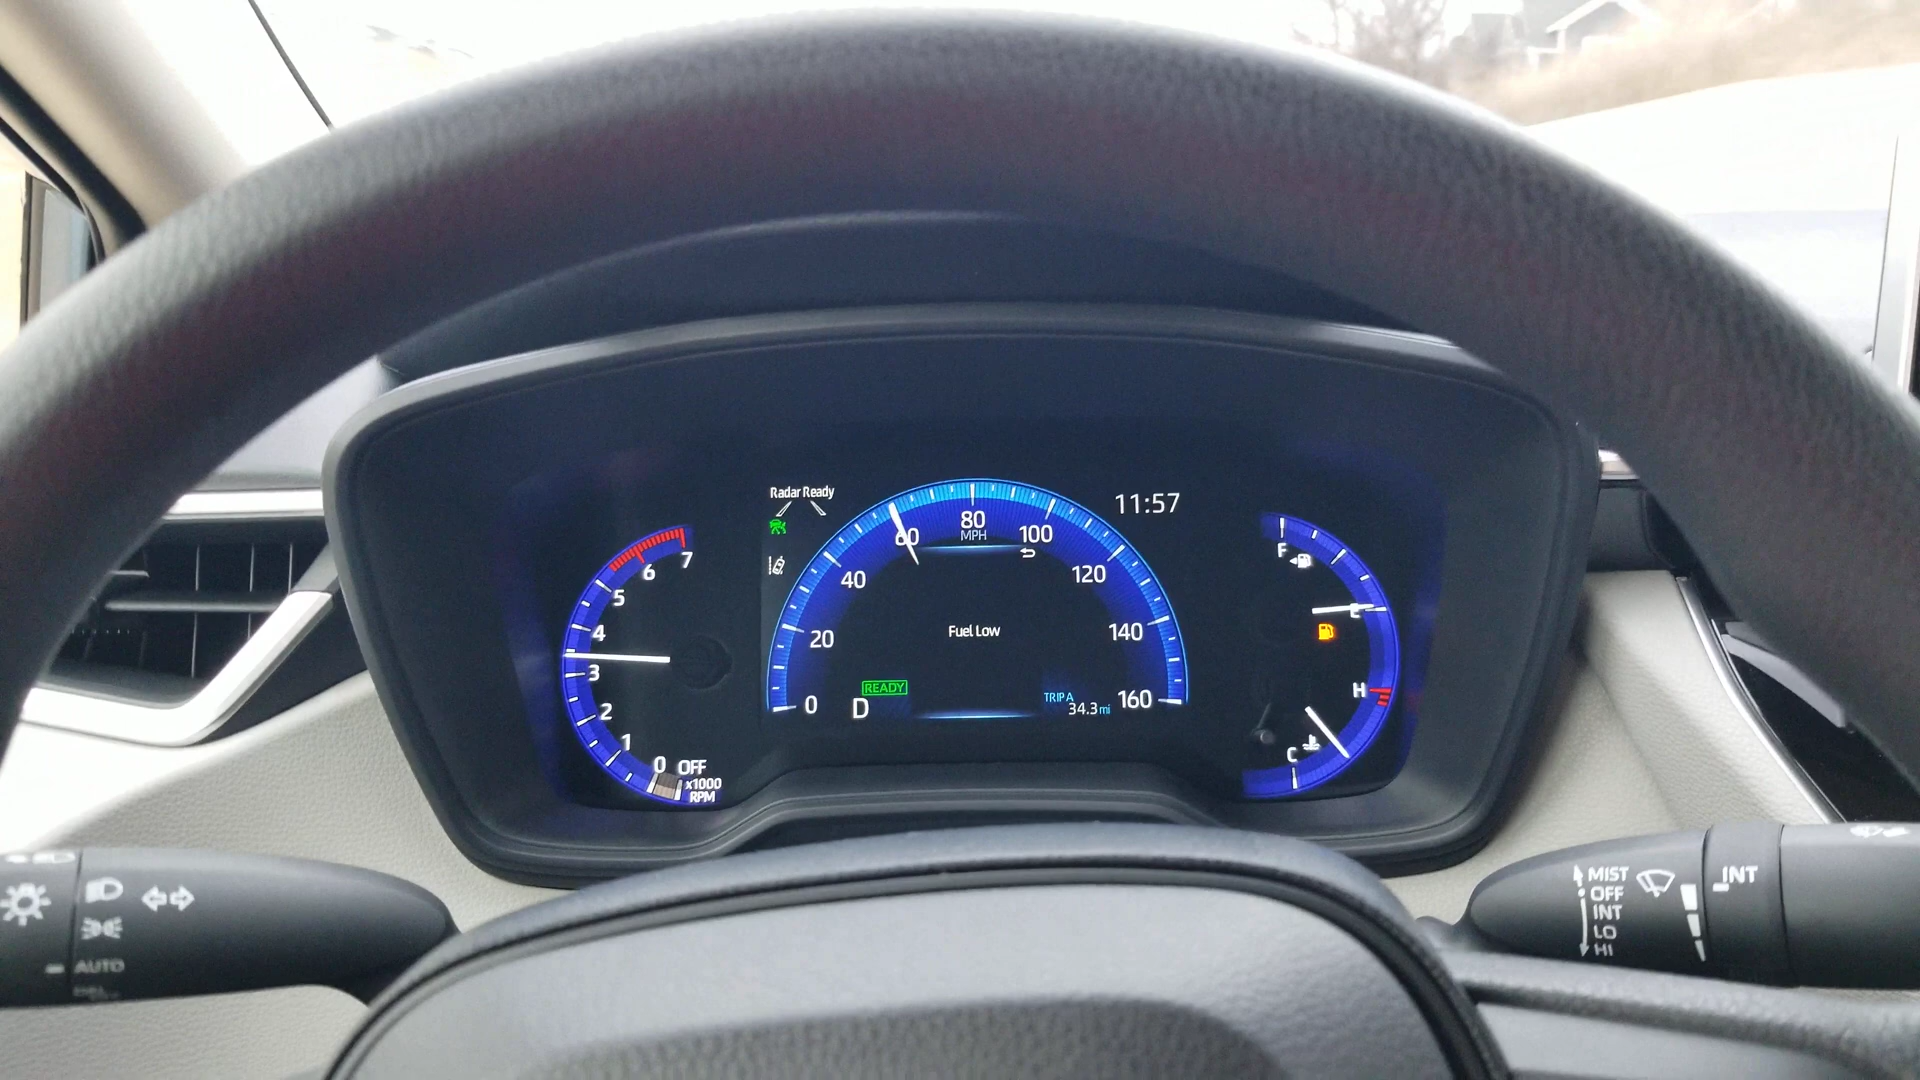 Radar Ready
11:57
7
6
5
4
3
2
1
0 OFF
x1000
RPM
0
20
40
60
80
MPH
100
120
140
160
Fuel Low
READY
D
TRIP A
34.3 mi
F
E
H
C
AUTO
MIST
OFF
INT
LO
HI
INT